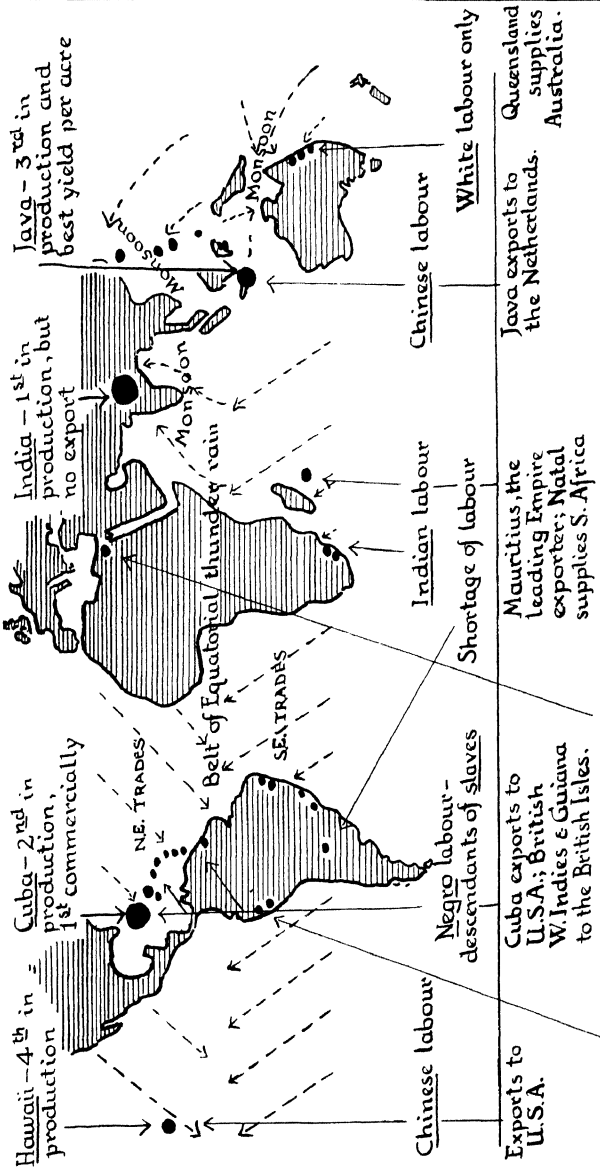 Hawaii – 4th in =
production
Cuba – 2nd in
production,
1st commercially
India – 1st in
production, but
no export
Java – 3rd in
production and
best yield per acre
N.E. TRADES
Belt of Equatorial thunder rain
S.E. TRADES
Monsoon
Monsoon
Monsoon
Chinese labour
Negro labour –
descendants of slaves
Shortage of labour
Indian labour
Chinese labour
White labour only
Exports to
U.S.A.
Cuba exports to
U.S.A.; British
W. Indies & Guiana
to the British Isles.
Mauritius, the
leading Empire
exporter; Natal
supplies S. Africa
Java exports to
the Netherlands.
Queensland
supplies
Australia.